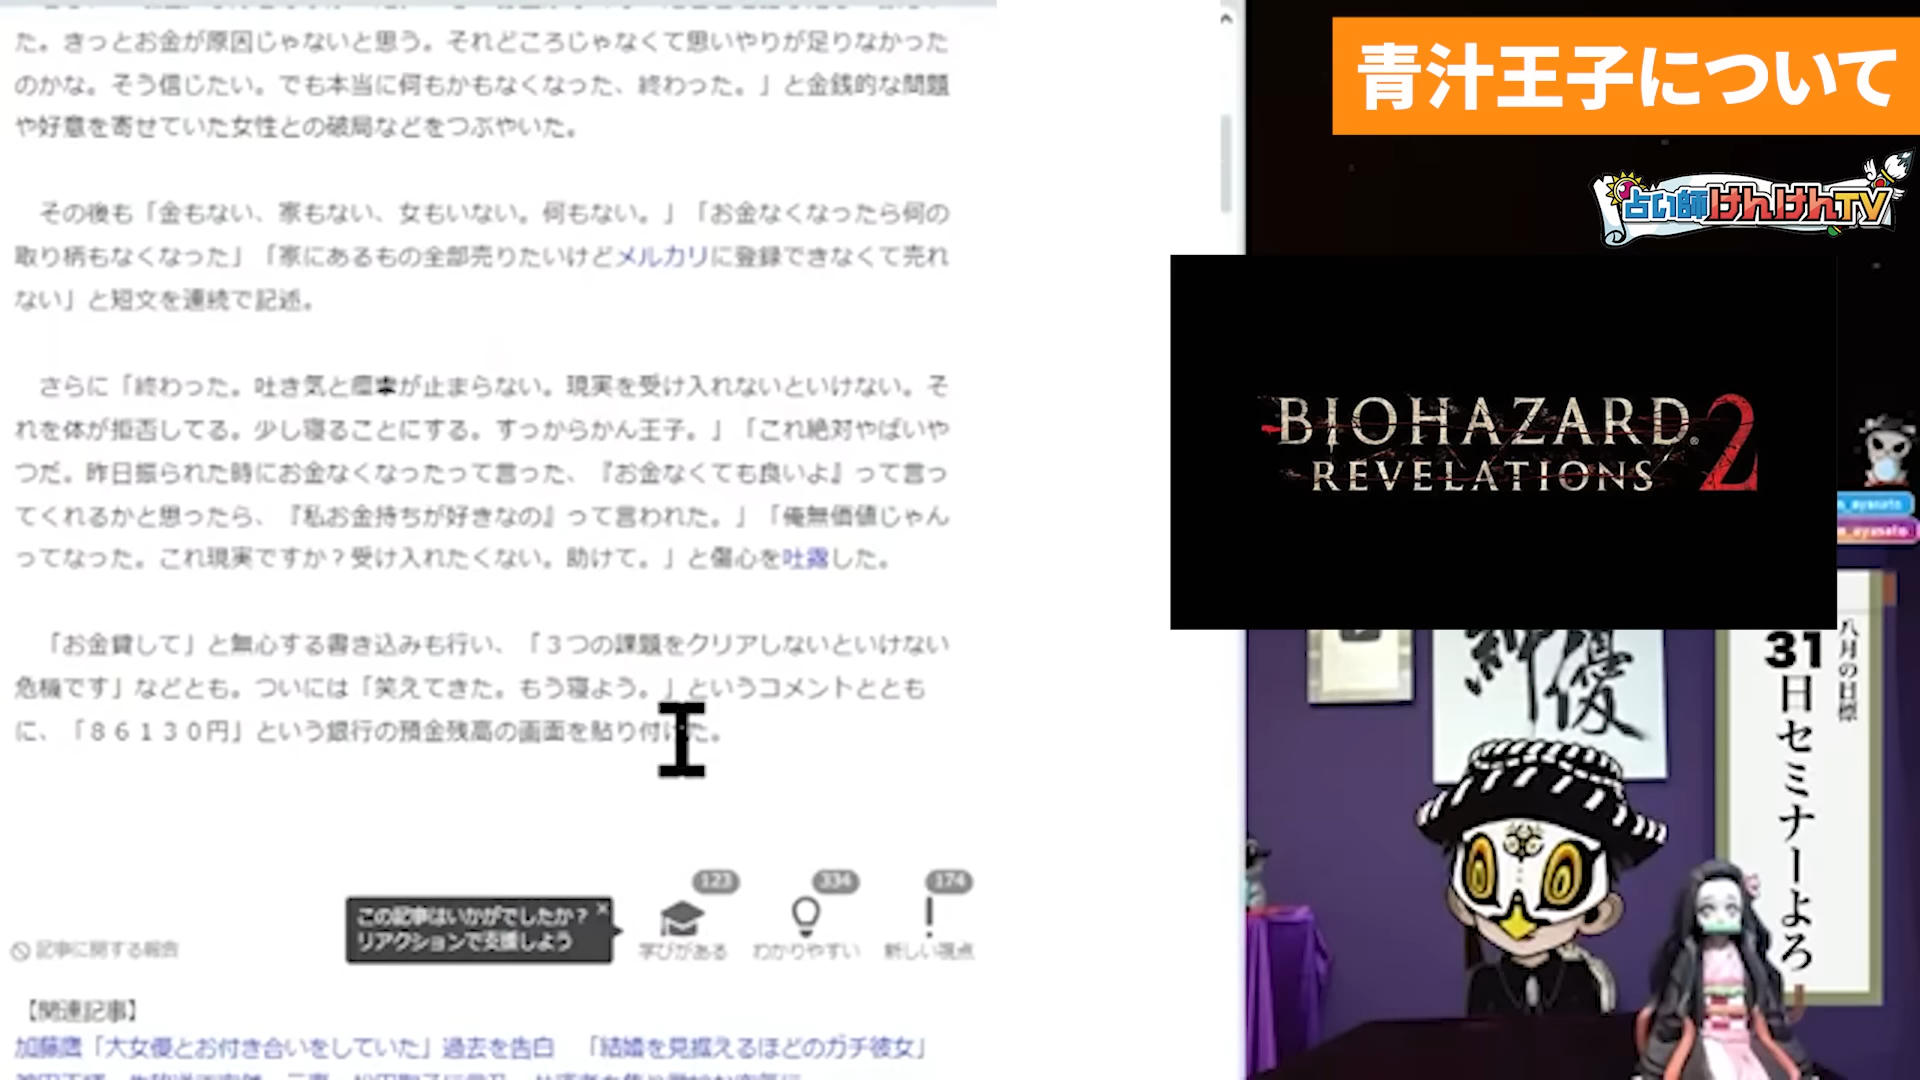 た。きっとお金が原因じゃないと思う。それどころじゃなくて思いやりが足りなかった
のかな。そう信じたい。でも本当に何もかもなくなった、終わった。」と金銭的な問題
や好意を寄せていた女性との破局などをつぶやいた。
その後も「金もない、家もない、女もいない。何もない。」「お金なくなったら何の
取り柄もなくなった」「家にあるもの全部売りたいけどメルカリに登録できなくて売れ
ない」と短文を連続で記述。
さらに「終わった。吐き気と痙攣が止まらない。現実を受け入れないといけない。そ
れを体が拒否してる。少し寝ることにする。すっからかん王子。」「これ絶対やばいや
つだ。昨日振られた時にお金なくなったって言った、『お金なくても良いよ』って言っ
てくれるかと思ったら、『私お金持ちが好きなの』って言われた。」「俺無価値じゃん
ってなった。これ現実ですか？受け入れたくない。助けて。」と傷心を吐露した。
「お金貸して」と無心する書き込みも行い、「３つの課題をクリアしないといけない
危機です」などとも。ついには「笑えてきた。もう寝よう。」というコメントととも
に、「８６１３０円」という銀行の預金残高の画面を貼り付けた。
この記事はいかがでしたか？
リアクションで支援しよう
123
334
174
記事に関する報告
学びがある
わかりやすい
新しい視点
【関連記事】
加藤鷹「大女優とお付き合いをしていた」過去を告白　「結婚を見据えるほどのガチ彼女」
青汁王子について
占い師けんけんTV
BIOHAZARD
REVELATIONS 2
八月の目標
31日セミナーよろ
優